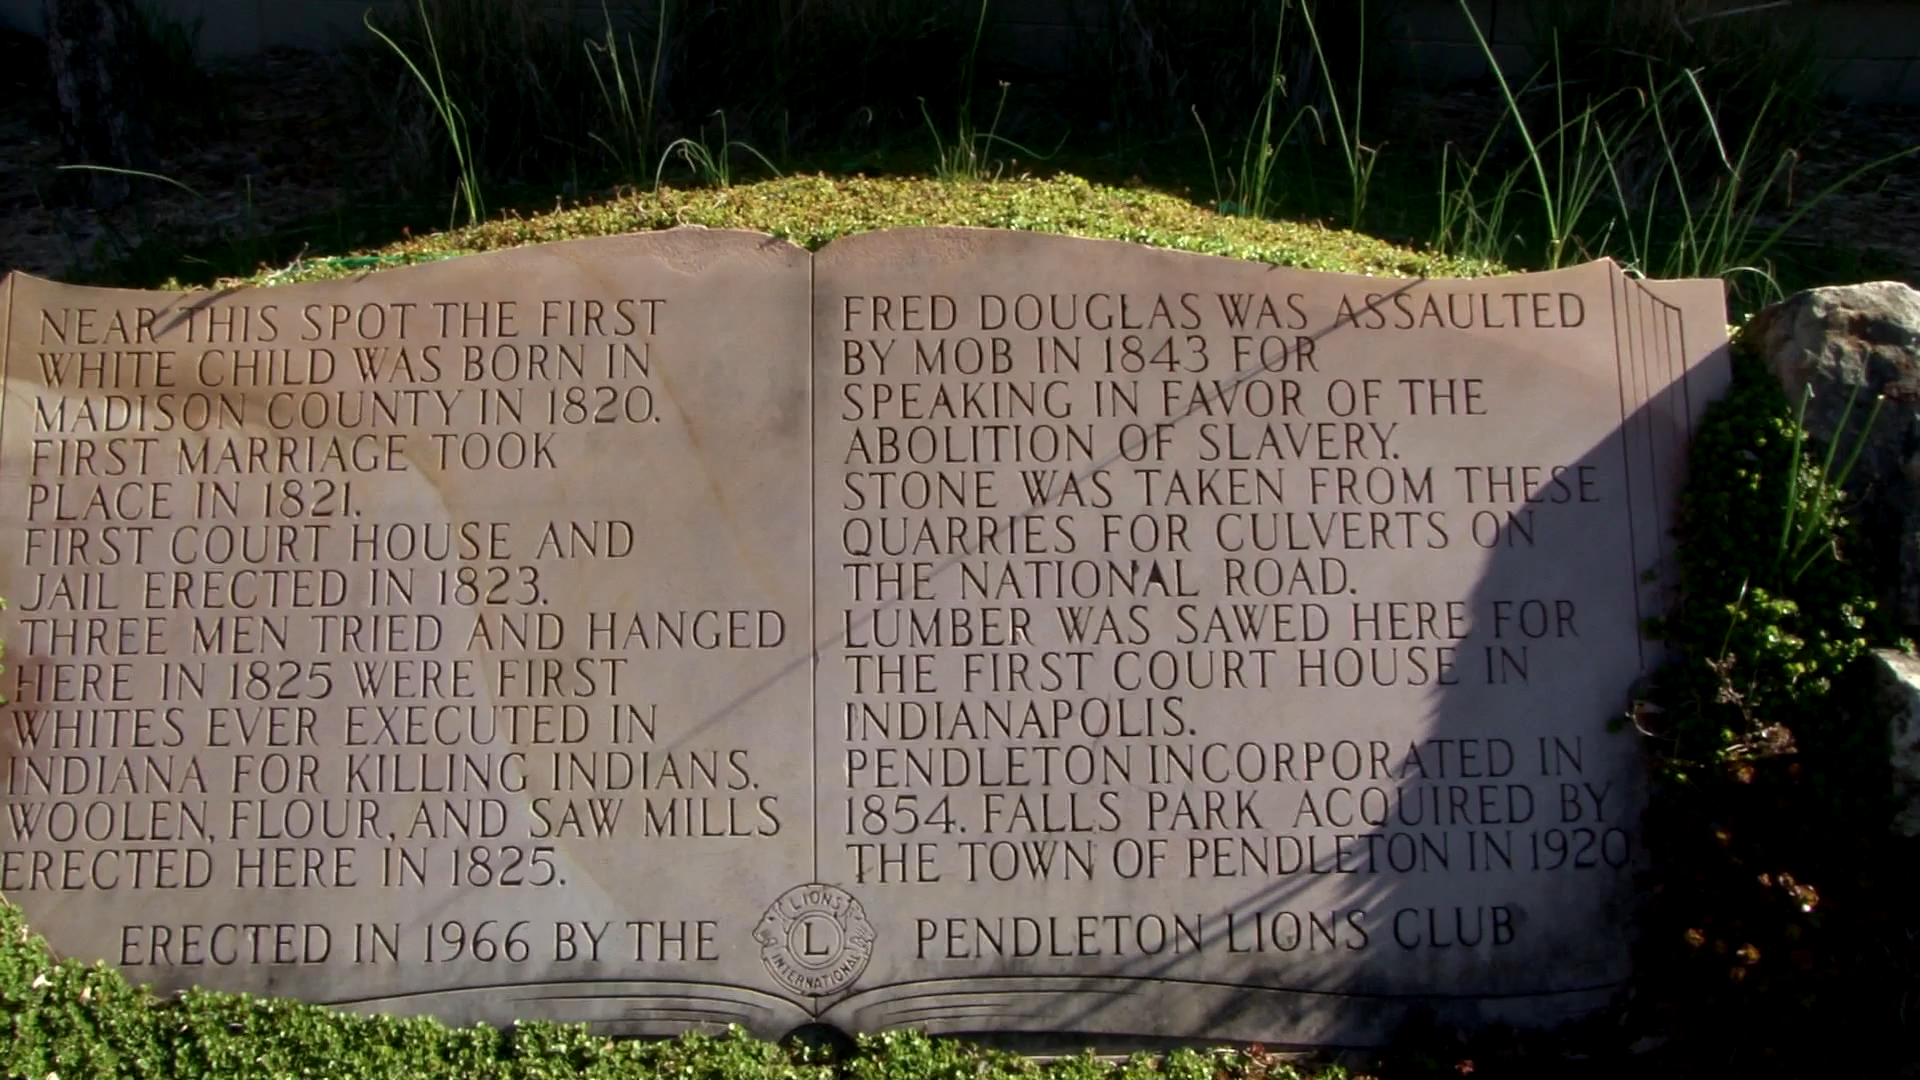 NEAR THIS SPOT THE FIRST
WHITE CHILD WAS BORN IN
MADISON COUNTY IN 1820.
FIRST MARRIAGE TOOK
PLACE IN 1821.
FIRST COURT HOUSE AND
JAIL ERECTED IN 1823.
THREE MEN TRIED AND HANGED
HERE IN 1825 WERE FIRST
WHITES EVER EXECUTED IN
INDIANA FOR KILLING INDIANS.
WOOLEN, FLOUR, AND SAW MILLS
ERECTED HERE IN 1825.
FRED DOUGLAS WAS ASSAULTED
BY MOB IN 1843 FOR
SPEAKING IN FAVOR OF THE
ABOLITION OF SLAVERY.
STONE WAS TAKEN FROM THESE
QUARRIES FOR CULVERTS ON
THE NATIONAL ROAD.
LUMBER WAS SAWED HERE FOR
THE FIRST COURT HOUSE IN
INDIANAPOLIS.
PENDLETON INCORPORATED IN
1854. FALLS PARK ACQUIRED BY
THE TOWN OF PENDLETON IN 1920
ERECTED IN 1966 BY THE PENDLETON LIONS CLUB
LIONS
L
INTERNATIONAL